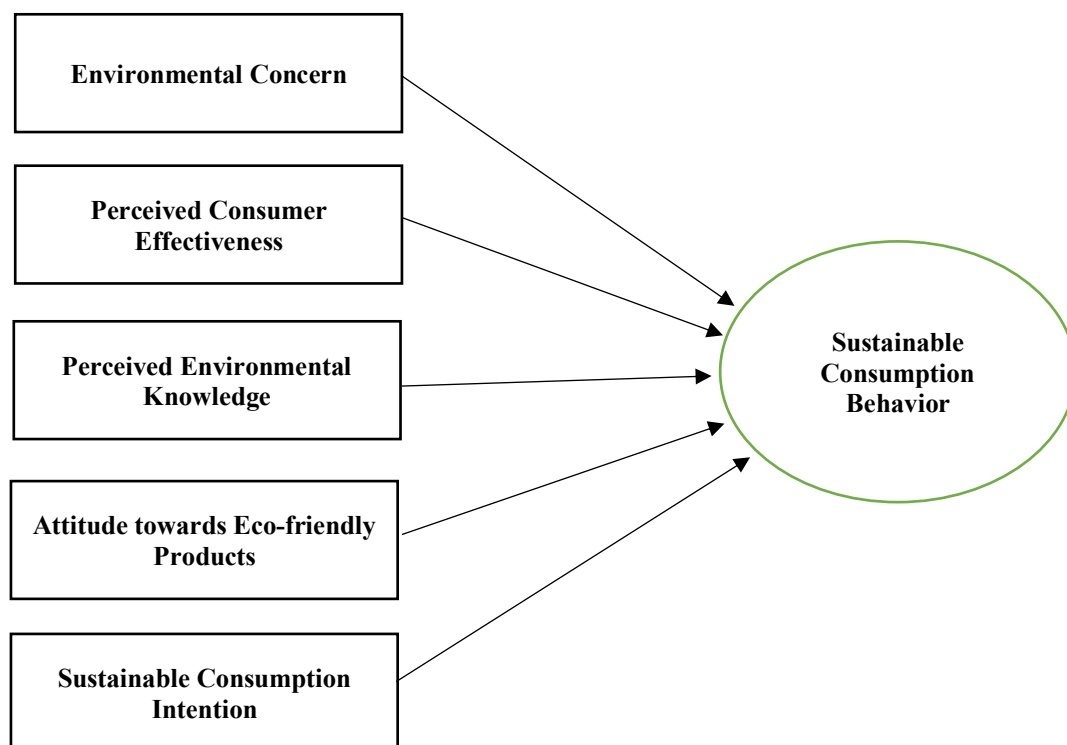 Environmental Concern
Perceived Consumer
Effectiveness
Perceived Environmental
Knowledge
Attitude towards Eco-friendly
Products
Sustainable Consumption
Intention
Sustainable
Consumption
Behavior